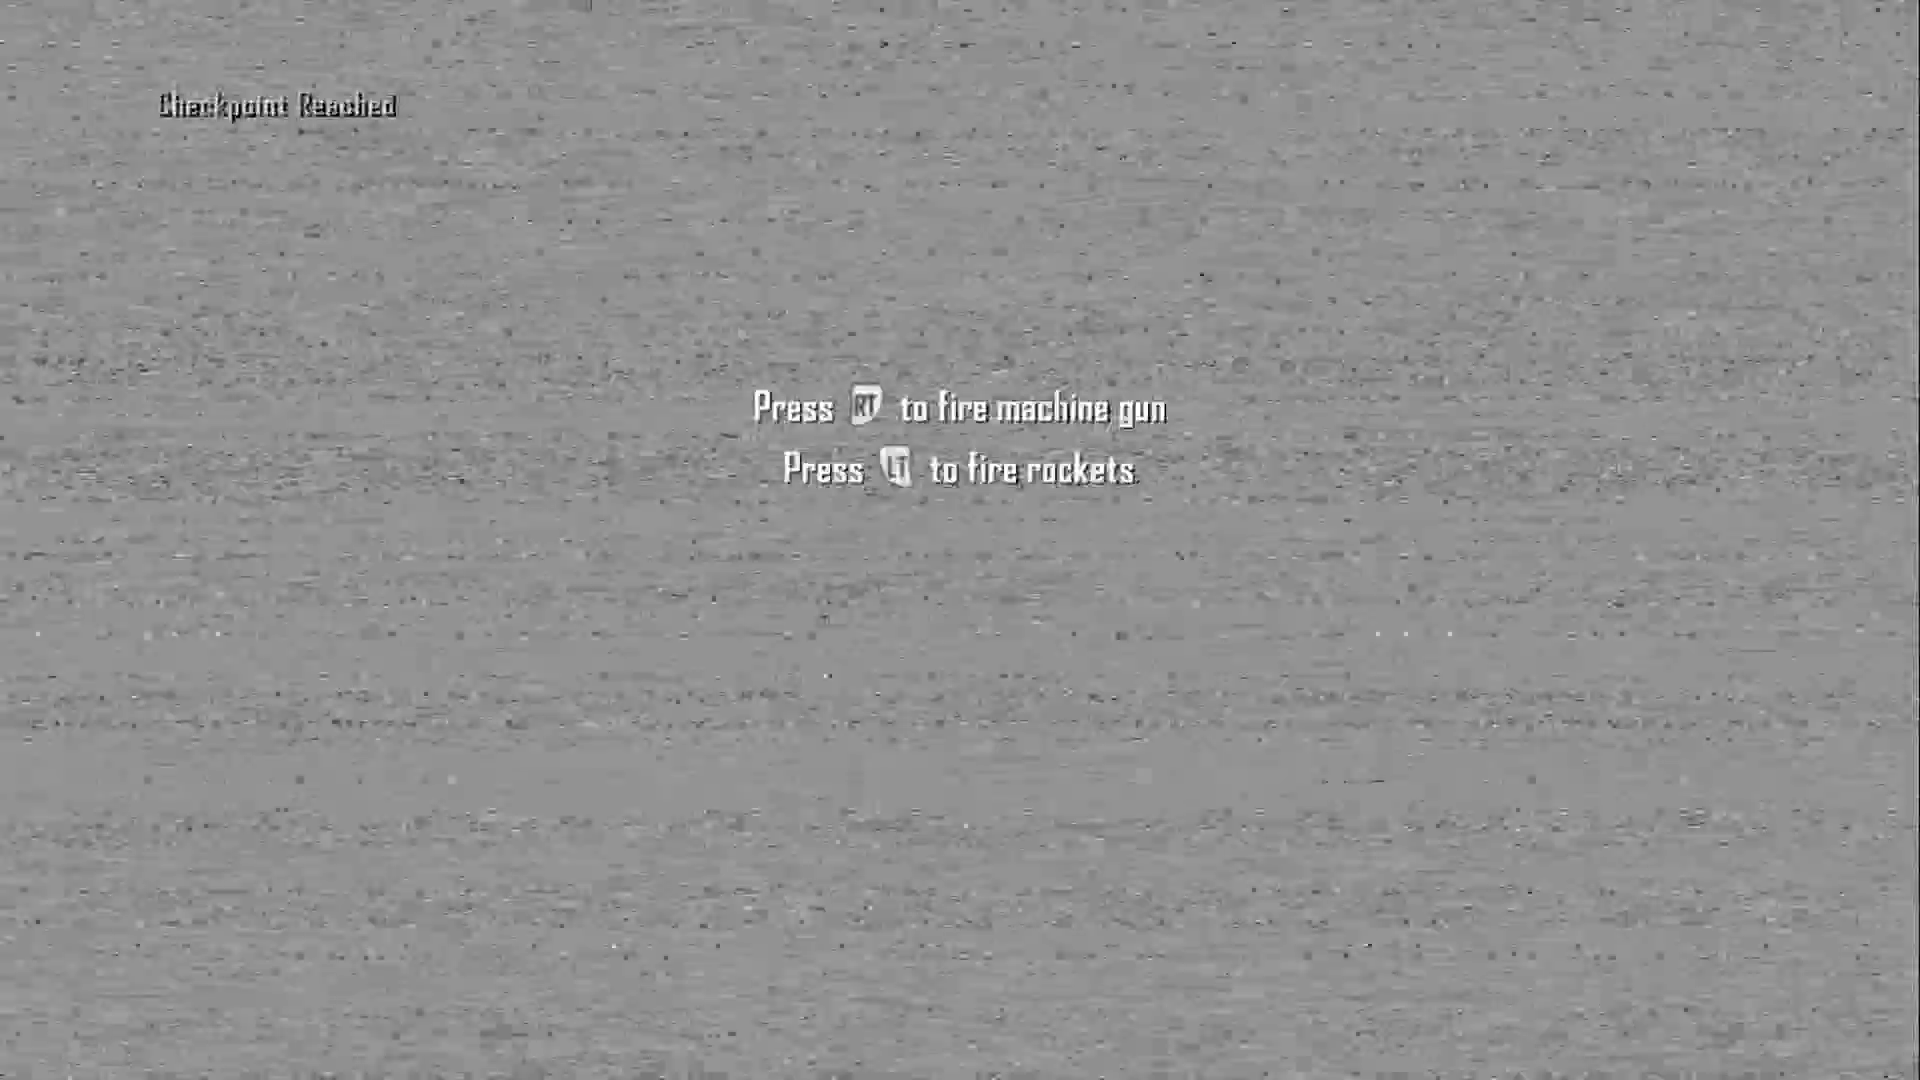 Checkpoint Reached
Press RT to fire machine gun
Press LT to fire rockets